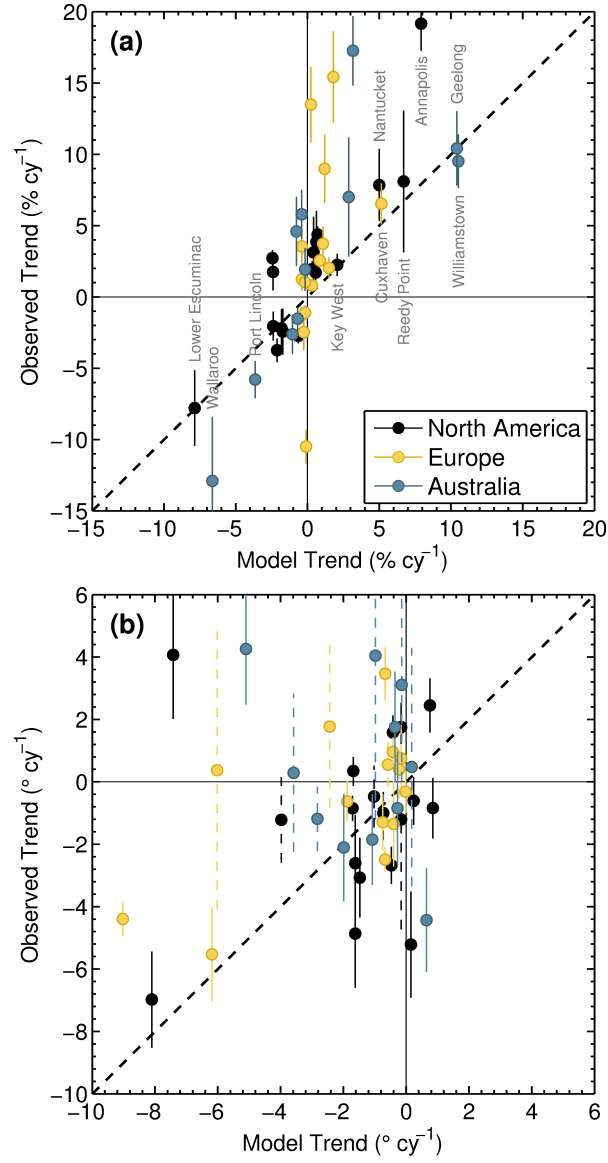 (a)
20
15
10
5
0
−5
−10
−15
Observed Trend (% cy⁻¹)
Lower Escuminac
Wallaroo
Port Lincoln
Key West
Nantucket
Cuxhaven
Reedy Point
Annapolis
Geelong
Williamstown
North America
Europe
Australia
−15 −10 −5 0 5 10 15 20
Model Trend (% cy⁻¹)
(b)
6
4
2
0
−2
−4
−6
−8
−10
Observed Trend (° cy⁻¹)
−10 −8 −6 −4 −2 0 2 4 6
Model Trend (° cy⁻¹)